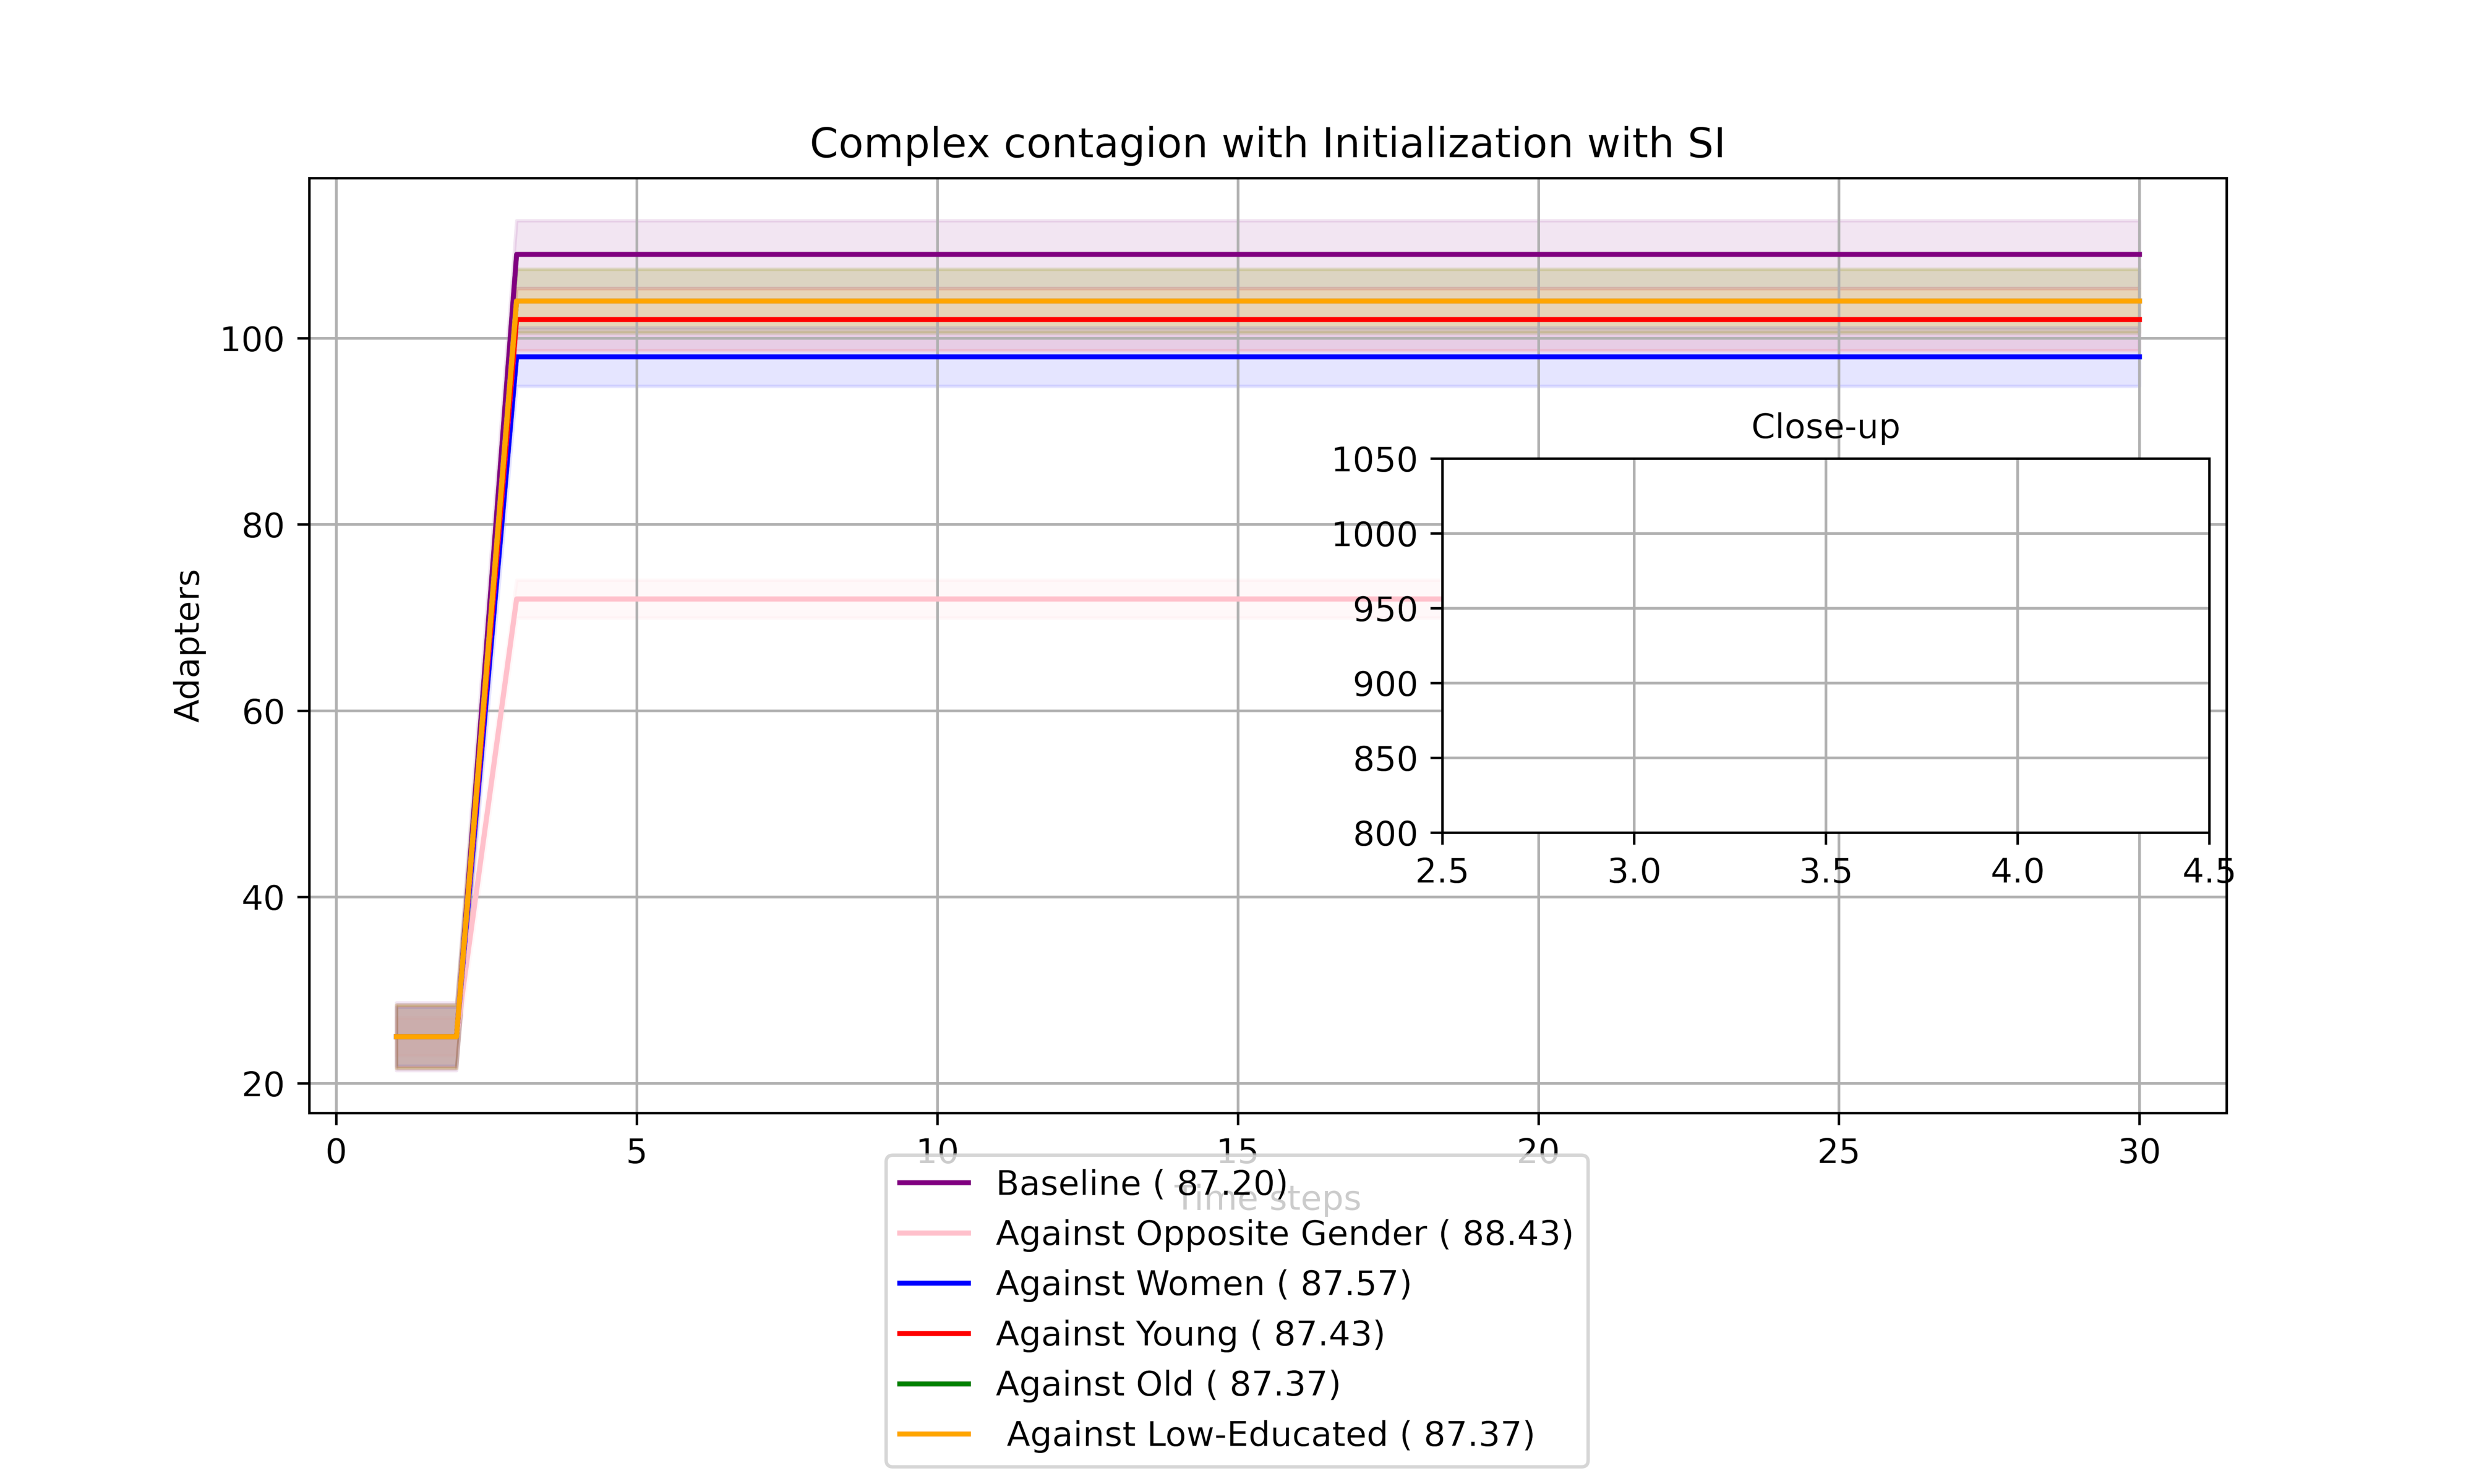 Complex contagion with Initialization with SI
Adapters
100
80
60
40
20
0 5 10 15 20 25 30
Time steps
Close-up
1050
1000
950
900
850
800
2.5 3.0 3.5 4.0 4.5
Baseline ( 87.20)
Against Opposite Gender ( 88.43)
Against Women ( 87.57)
Against Young ( 87.43)
Against Old ( 87.37)
Against Low-Educated ( 87.37)